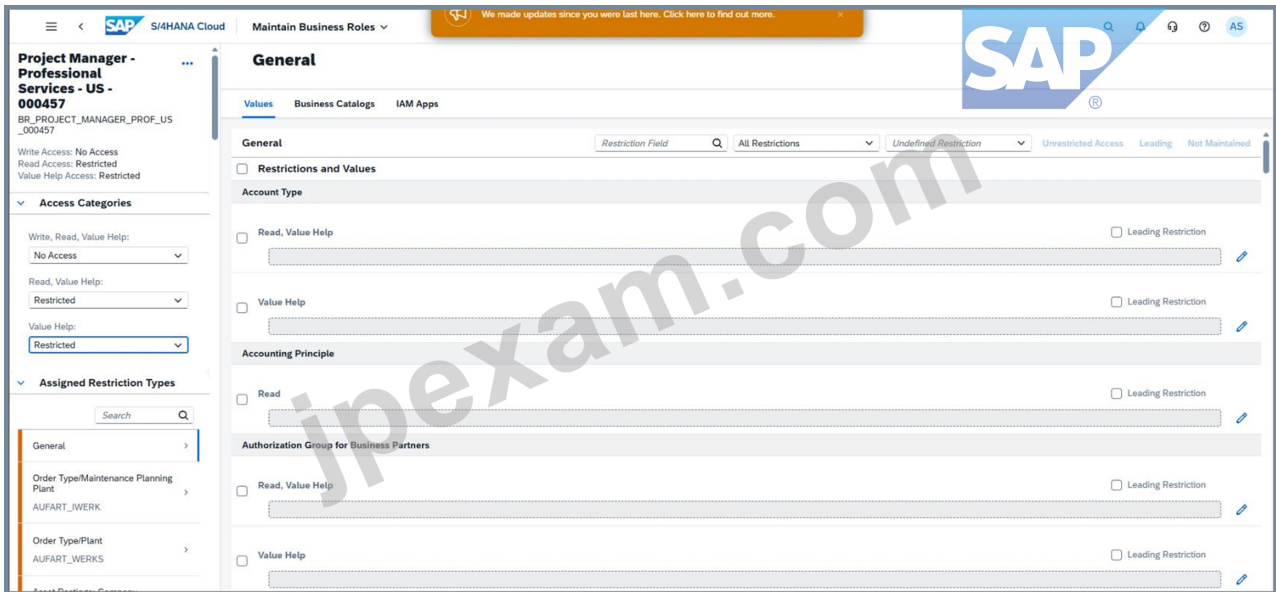 SAP S/4HANA Cloud Maintain Business Roles
We made updates since you were last here. Click here to find out more.
AS
SAP
®
Project Manager -
Professional
Services - US -
000457
BR_PROJECT_MANAGER_PROF_US
_000457
Write Access: No Access
Read Access: Restricted
Value Help Access: Restricted
Access Categories
Write, Read, Value Help:
No Access
Read, Value Help:
Restricted
Value Help:
Restricted
Assigned Restriction Types
Search
General
Order Type/Maintenance Planning
Plant
AUFART_IWERK
Order Type/Plant
AUFART_WERKS
General
Values Business Catalogs IAM Apps
General Restriction Field All Restrictions Undefined Restriction Unrestricted Access Leading Not Maintained
Restrictions and Values
Account Type
Read, Value Help Leading Restriction
Value Help Leading Restriction
Accounting Principle
Read Leading Restriction
Authorization Group for Business Partners
Read, Value Help Leading Restriction
Value Help Leading Restriction
jpexam.com